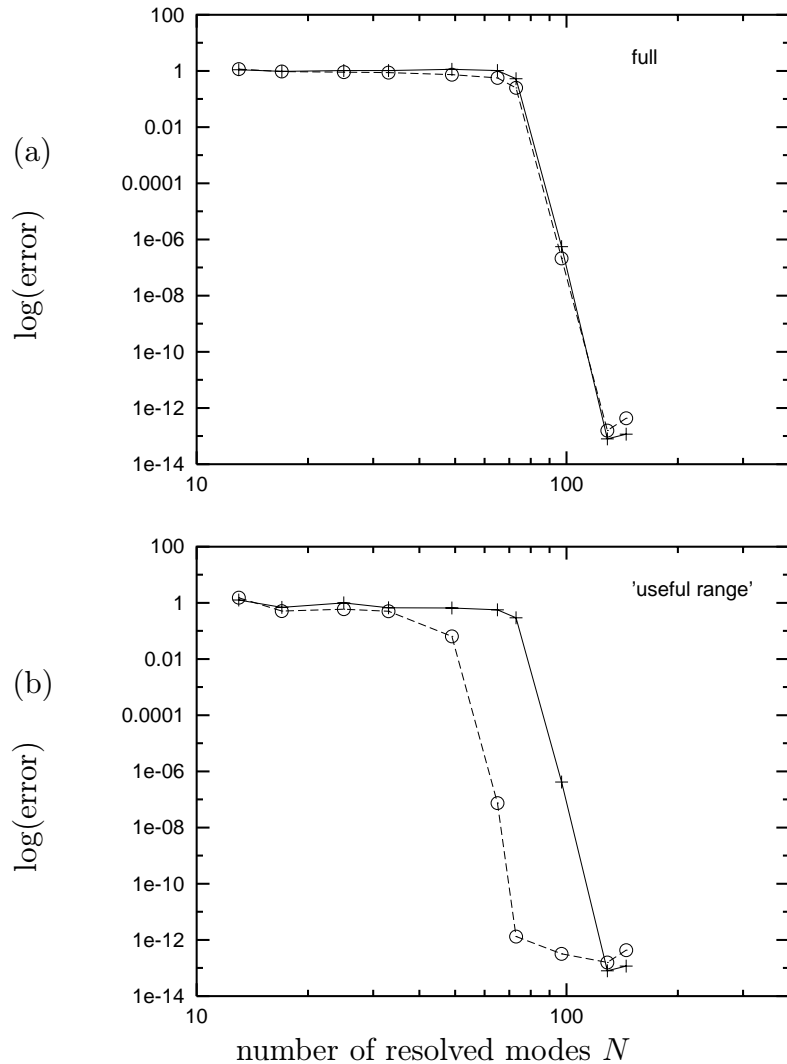 (a)
log(error)
100
1
0.01
0.0001
1e-06
1e-08
1e-10
1e-12
1e-14
10
100
full
(b)
log(error)
100
1
0.01
0.0001
1e-06
1e-08
1e-10
1e-12
1e-14
10
100
'useful range'
number of resolved modes N